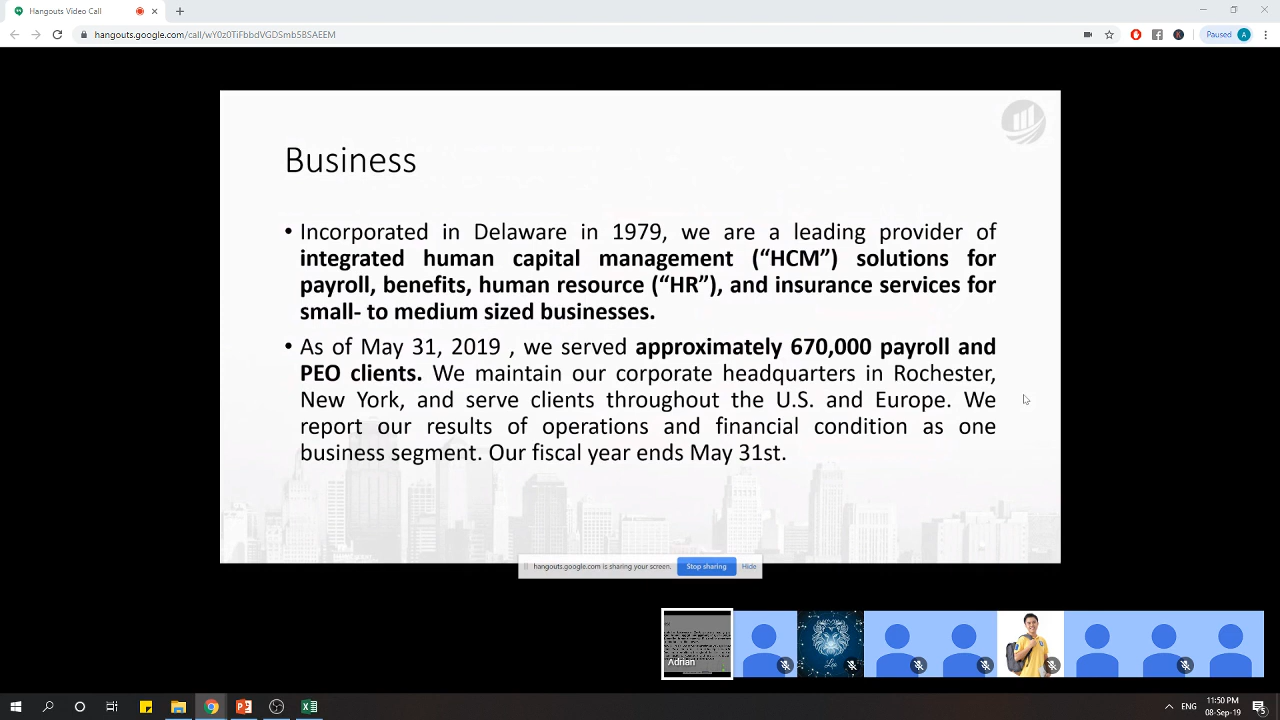 Hangouts Video Call
hangouts.google.com/call/wY0z0TiFbbdVGDSmb5BSAEEM
Paused
A
Business
• Incorporated in Delaware in 1979, we are a leading provider of
integrated human capital management (“HCM”) solutions for
payroll, benefits, human resource (“HR”), and insurance services for
small- to medium sized businesses.
• As of May 31, 2019 , we served approximately 670,000 payroll and
PEO clients. We maintain our corporate headquarters in Rochester,
New York, and serve clients throughout the U.S. and Europe. We
report our results of operations and financial condition as one
business segment. Our fiscal year ends May 31st.
hangouts.google.com is sharing your screen.
Stop sharing
Hide
Adrian
Leo
ENG
11:50 PM
08-Sep-19